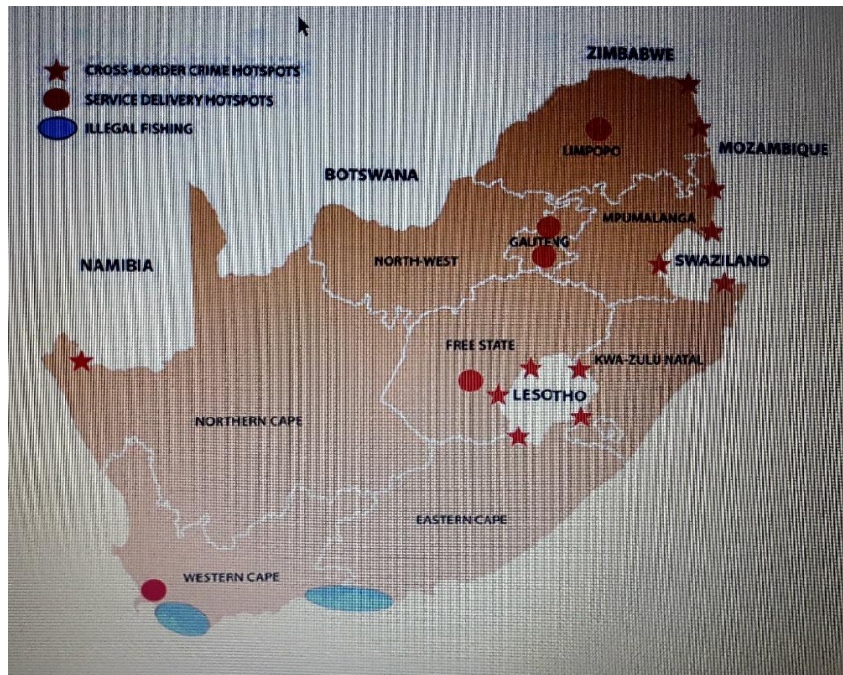 CROSS-BORDER CRIME HOTSPOTS
SERVICE DELIVERY HOTSPOTS
ILLEGAL FISHING
ZIMBABWE
LIMPOPO
MOZAMBIQUE
BOTSWANA
MPUMALANGA
GAUTENG
NORTH-WEST
SWAZILAND
NAMIBIA
FREE STATE
KWA-ZULU NATAL
LESOTHO
NORTHERN CAPE
EASTERN CAPE
WESTERN CAPE